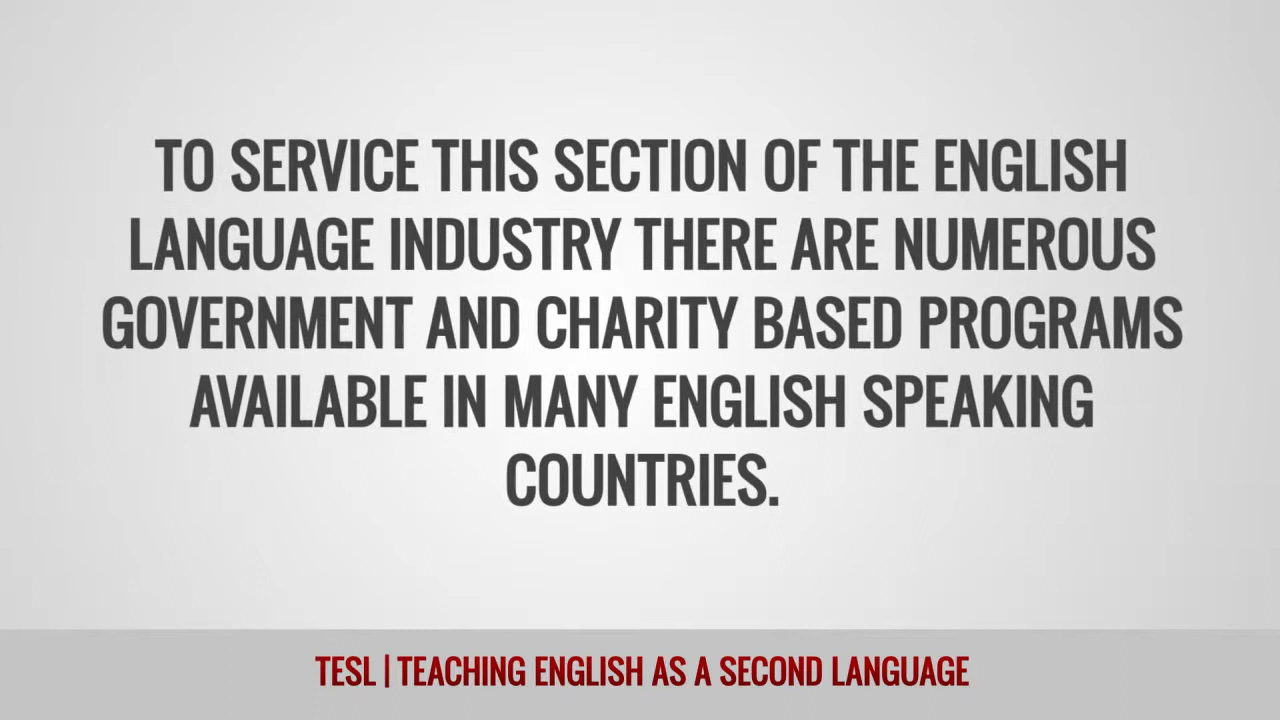 TO SERVICE THIS SECTION OF THE ENGLISH
LANGUAGE INDUSTRY THERE ARE NUMEROUS
GOVERNMENT AND CHARITY BASED PROGRAMS
AVAILABLE IN MANY ENGLISH SPEAKING
COUNTRIES.
TESL | TEACHING ENGLISH AS A SECOND LANGUAGE